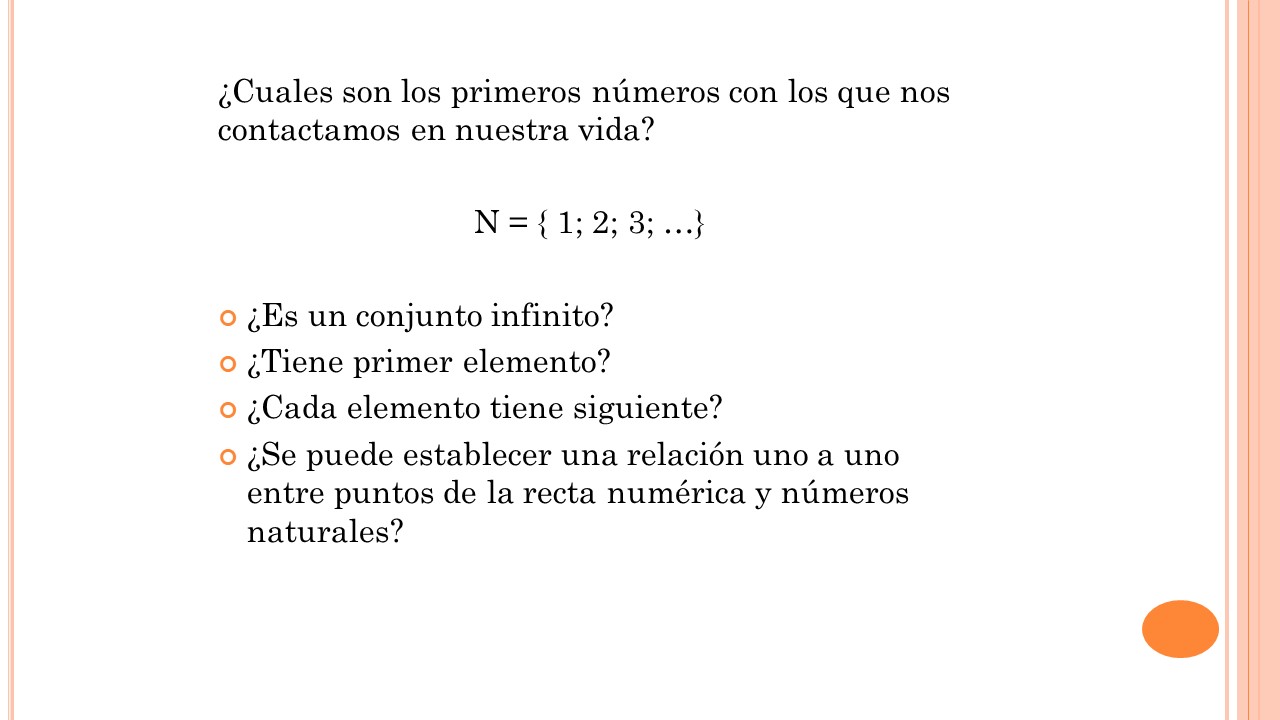 ¿Cuales son los primeros números con los que nos
contactamos en nuestra vida?
N = { 1; 2; 3; …}
¿Es un conjunto infinito?
¿Tiene primer elemento?
¿Cada elemento tiene siguiente?
¿Se puede establecer una relación uno a uno
entre puntos de la recta numérica y números
naturales?